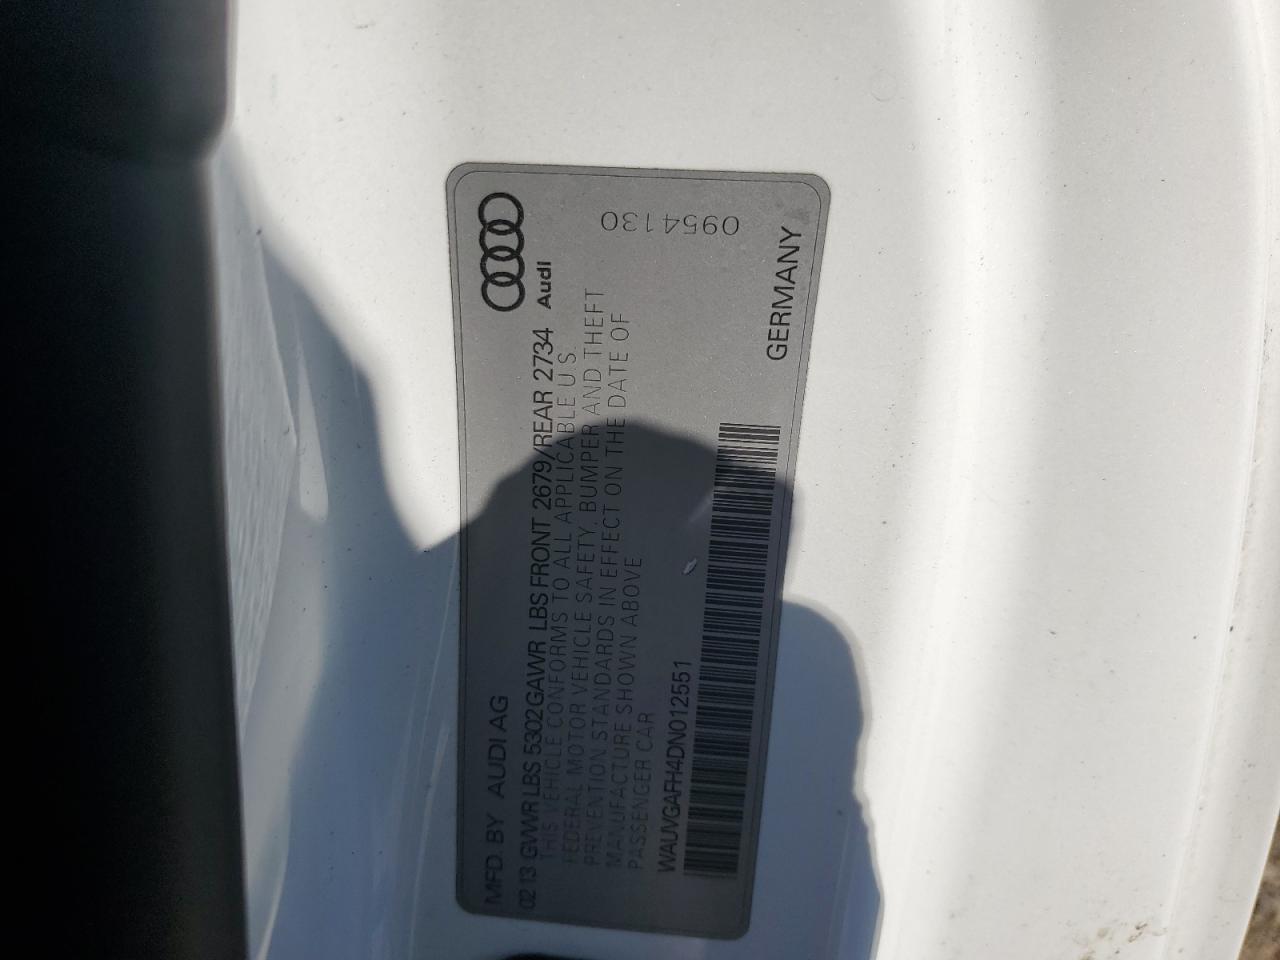 MFD. BY AUDI AG
02 13 GVWR LBS 5302 GAWR LBS FRONT 2679/REAR 2734
Audi
THIS VEHICLE CONFORMS TO ALL APPLICABLE U S.
FEDERAL MOTOR VEHICLE SAFETY, BUMPER AND THEFT
PREVENTION STANDARDS IN EFFECT ON THE DATE OF
MANUFACTURE SHOWN ABOVE
PASSENGER CAR
0954130
WAUVGAFH4DN012551
GERMANY